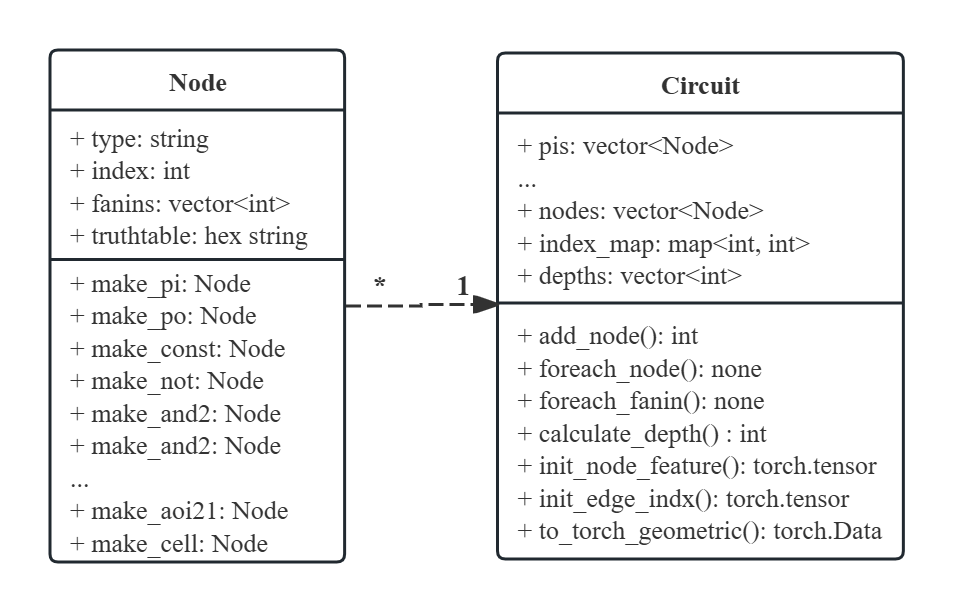 Node
+ type: string
+ index: int
+ fanins: vector<int>
+ truthtable: hex string
+ make_pi: Node
+ make_po: Node
+ make_const: Node
+ make_not: Node
+ make_and2: Node
+ make_and2: Node
...
+ make_aoi21: Node
+ make_cell: Node
* 1
Circuit
+ pis: vector<Node>
...
+ nodes: vector<Node>
+ index_map: map<int, int>
+ depths: vector<int>
+ add_node(): int
+ foreach_node(): none
+ foreach_fanin(): none
+ calculate_depth() : int
+ init_node_feature(): torch.tensor
+ init_edge_indx(): torch.tensor
+ to_torch_geometric(): torch.Data